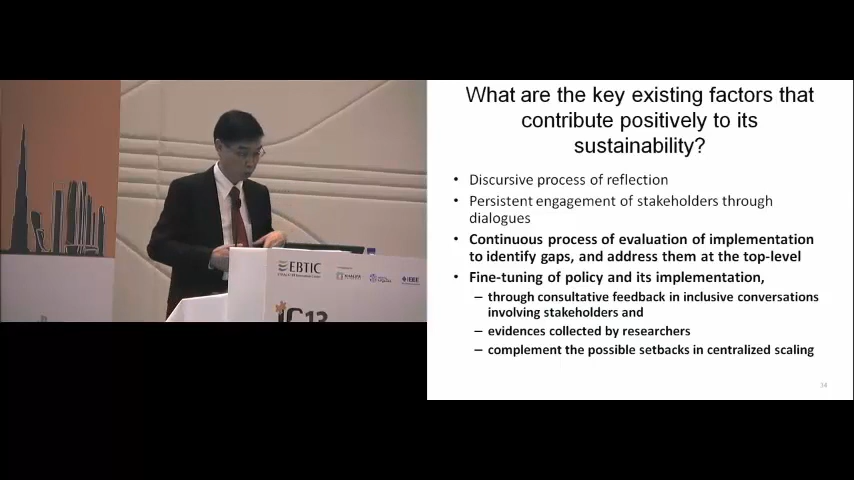 What are the key existing factors that
contribute positively to its
sustainability?
• Discursive process of reflection
• Persistent engagement of stakeholders through
dialogues
• Continuous process of evaluation of implementation
to identify gaps, and address them at the top-level
• Fine-tuning of policy and its implementation,
– through consultative feedback in inclusive conversations
involving stakeholders and
– evidences collected by researchers
– complement the possible setbacks in centralized scaling
34
EBTIC